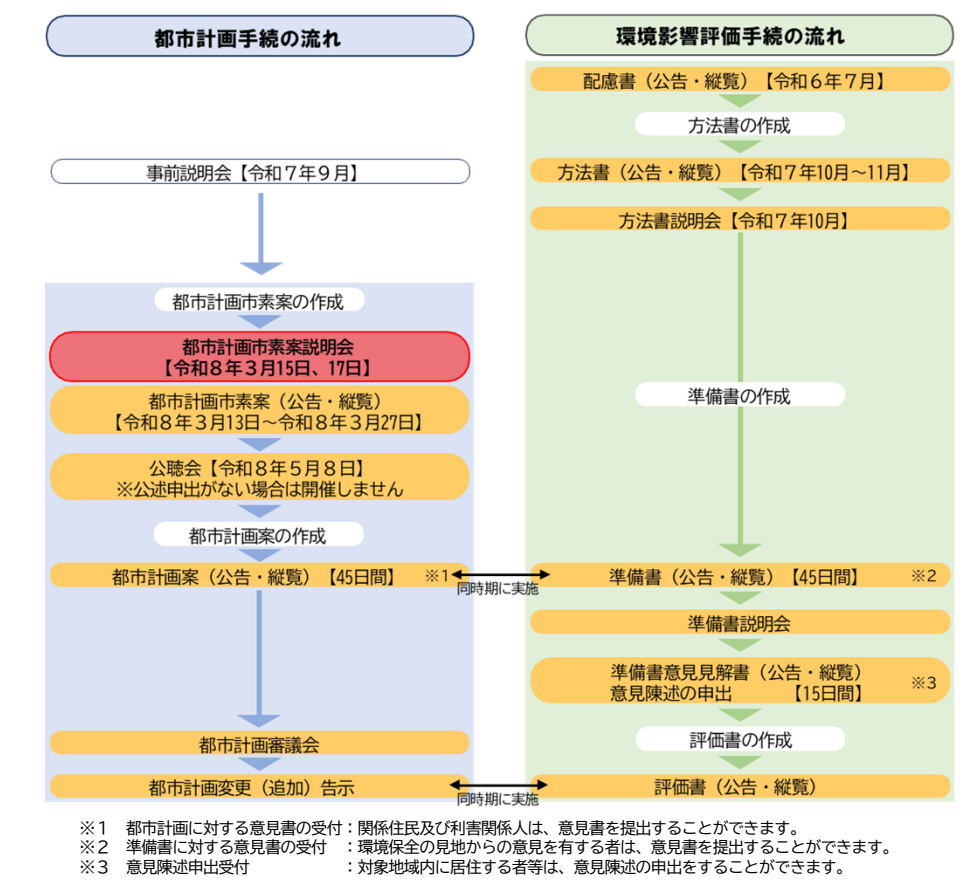 都市計画手続の流れ
事前説明会【令和７年９月】
都市計画市素案の作成
都市計画市素案説明会
【令和８年３月15日、17日】
都市計画市素案（公告・縦覧）
【令和８年３月13日～令和８年３月27日】
公聴会【令和８年５月８日】
※公述申出がない場合は開催しません
都市計画案の作成
都市計画案（公告・縦覧）【45日間】 ※1
都市計画審議会
都市計画変更（追加）告示
同時期に実施
同時期に実施
環境影響評価手続の流れ
配慮書（公告・縦覧）【令和６年７月】
方法書の作成
方法書（公告・縦覧）【令和７年10月～11月】
方法書説明会【令和７年10月】
準備書の作成
準備書（公告・縦覧）【45日間】 ※2
準備書説明会
準備書意見見解書（公告・縦覧）
意見陳述の申出 【15日間】 ※3
評価書の作成
評価書（公告・縦覧）
※１ 都市計画に対する意見書の受付：関係住民及び利害関係人は、意見書を提出することができます。
※２ 準備書に対する意見書の受付 ：環境保全の見地からの意見を有する者は、意見書を提出することができます。
※３ 意見陳述申出受付 ：対象地域内に居住する者等は、意見陳述の申出をすることができます。